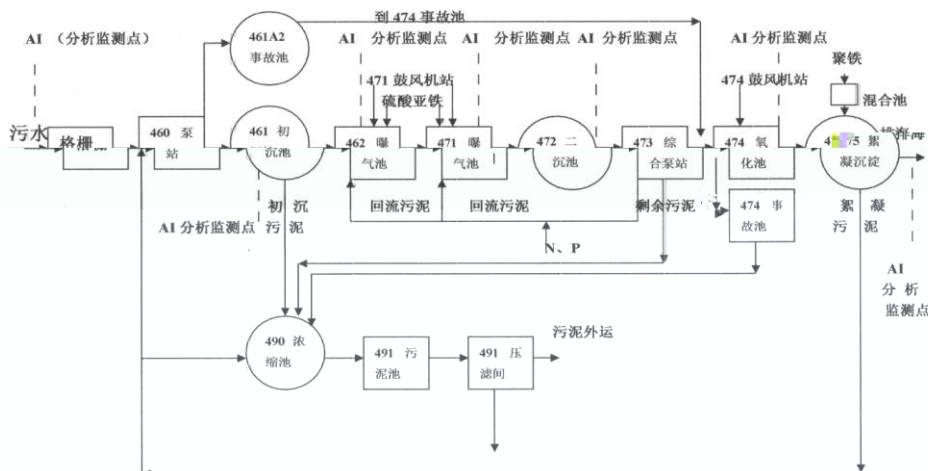 到 474 事故池
AI （分析监测点）
461A2
事故池
AI 分析监测点
AI 分析监测点
AI 分析监测点
AI 分析监测点
471 鼓风机站
硫酸亚铁
474 鼓风机站
聚铁
混合池
污水
格栅
460 泵
站
461 初
沉池
462 曝
气池
471 曝
气池
472 二
沉池
473 综
合泵站
474 氧
化池
5 絮
凝沉淀
初 沉
污 泥
AI 分析监测点
回流污泥
回流污泥
剩余污泥
474 事
故池
絮 凝
污 泥
N、P
AI
分 析
监测点
490 浓
缩池
491 污
泥池
491 压
滤间
污泥外运